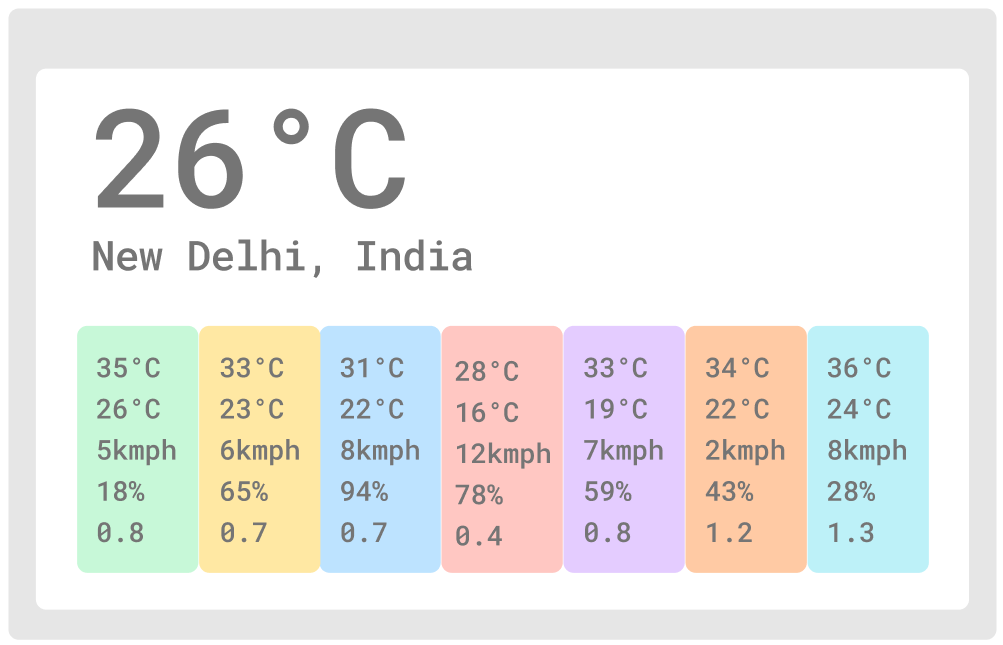 26°C
New Delhi, India
35°C
26°C
5kmph
18%
0.8
33°C
23°C
6kmph
65%
0.7
31°C
22°C
8kmph
94%
0.7
28°C
16°C
12kmph
78%
0.4
33°C
19°C
7kmph
59%
0.8
34°C
22°C
2kmph
43%
1.2
36°C
24°C
8kmph
28%
1.3